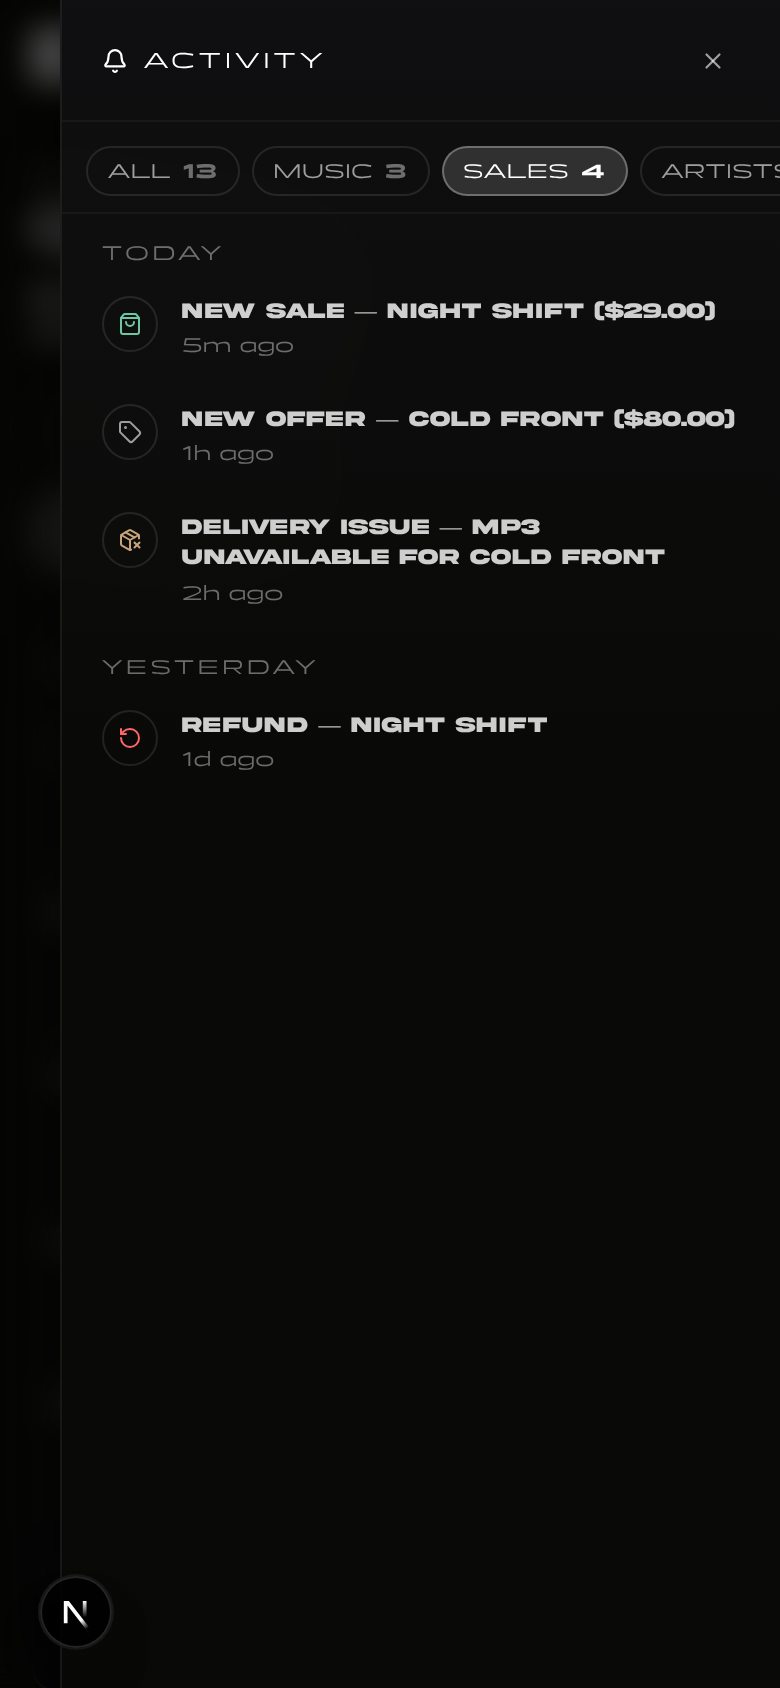 ACTIVITY
ALL 13
MUSIC 3
SALES 4
ARTISTS
TODAY
NEW SALE — NIGHT SHIFT ($29.00)
5m ago
NEW OFFER — COLD FRONT ($80.00)
1h ago
DELIVERY ISSUE — MP3
UNAVAILABLE FOR COLD FRONT
2h ago
YESTERDAY
REFUND — NIGHT SHIFT
1d ago
N